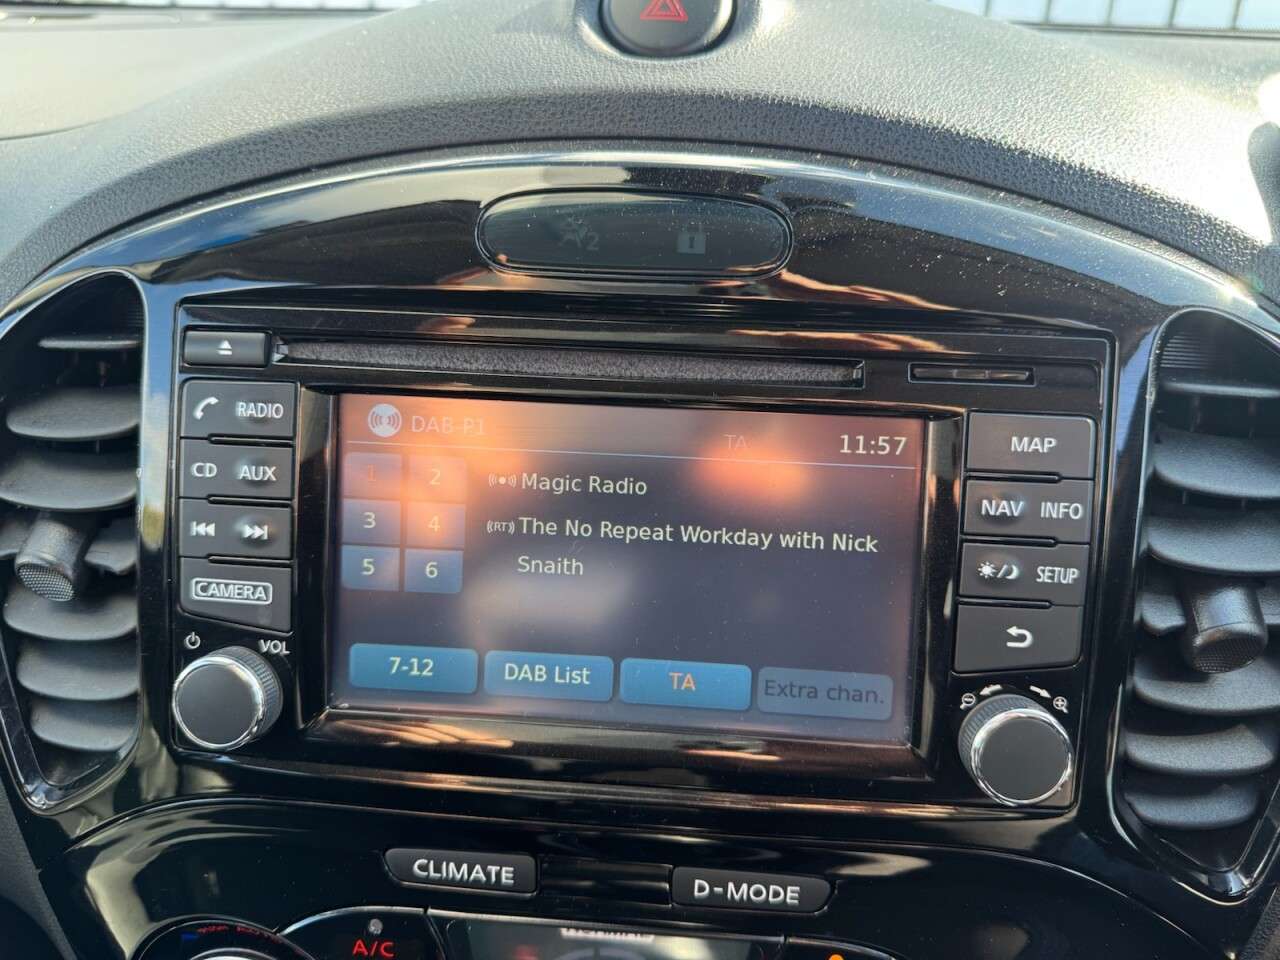 DAB-P1
TA
11:57
RADIO
MAP
1 2
Magic Radio
CD AUX
NAV INFO
3 4
((RT)) The No Repeat Workday with Nick
Snaith
5 6
SETUP
CAMERA
VOL
7-12
DAB List
TA
Extra chan.
CLIMATE
D-MODE
A/C